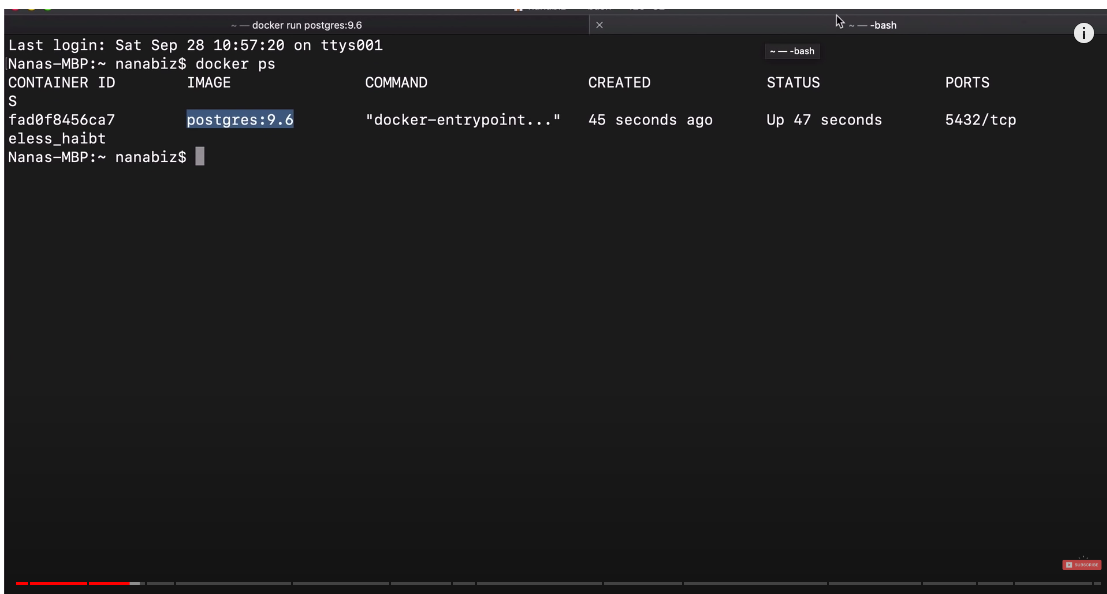 ~ — docker run postgres:9.6
~ — -bash
Last login: Sat Sep 28 10:57:20 on ttys001
~ — -bash
Nanas-MBP:~ nanabiz$ docker ps
CONTAINER ID IMAGE COMMAND CREATED STATUS PORTS
S
fad0f8456ca7 postgres:9.6 "docker-entrypoint..." 45 seconds ago Up 47 seconds 5432/tcp
eless_haibt
Nanas-MBP:~ nanabiz$
SUBSCRIBE